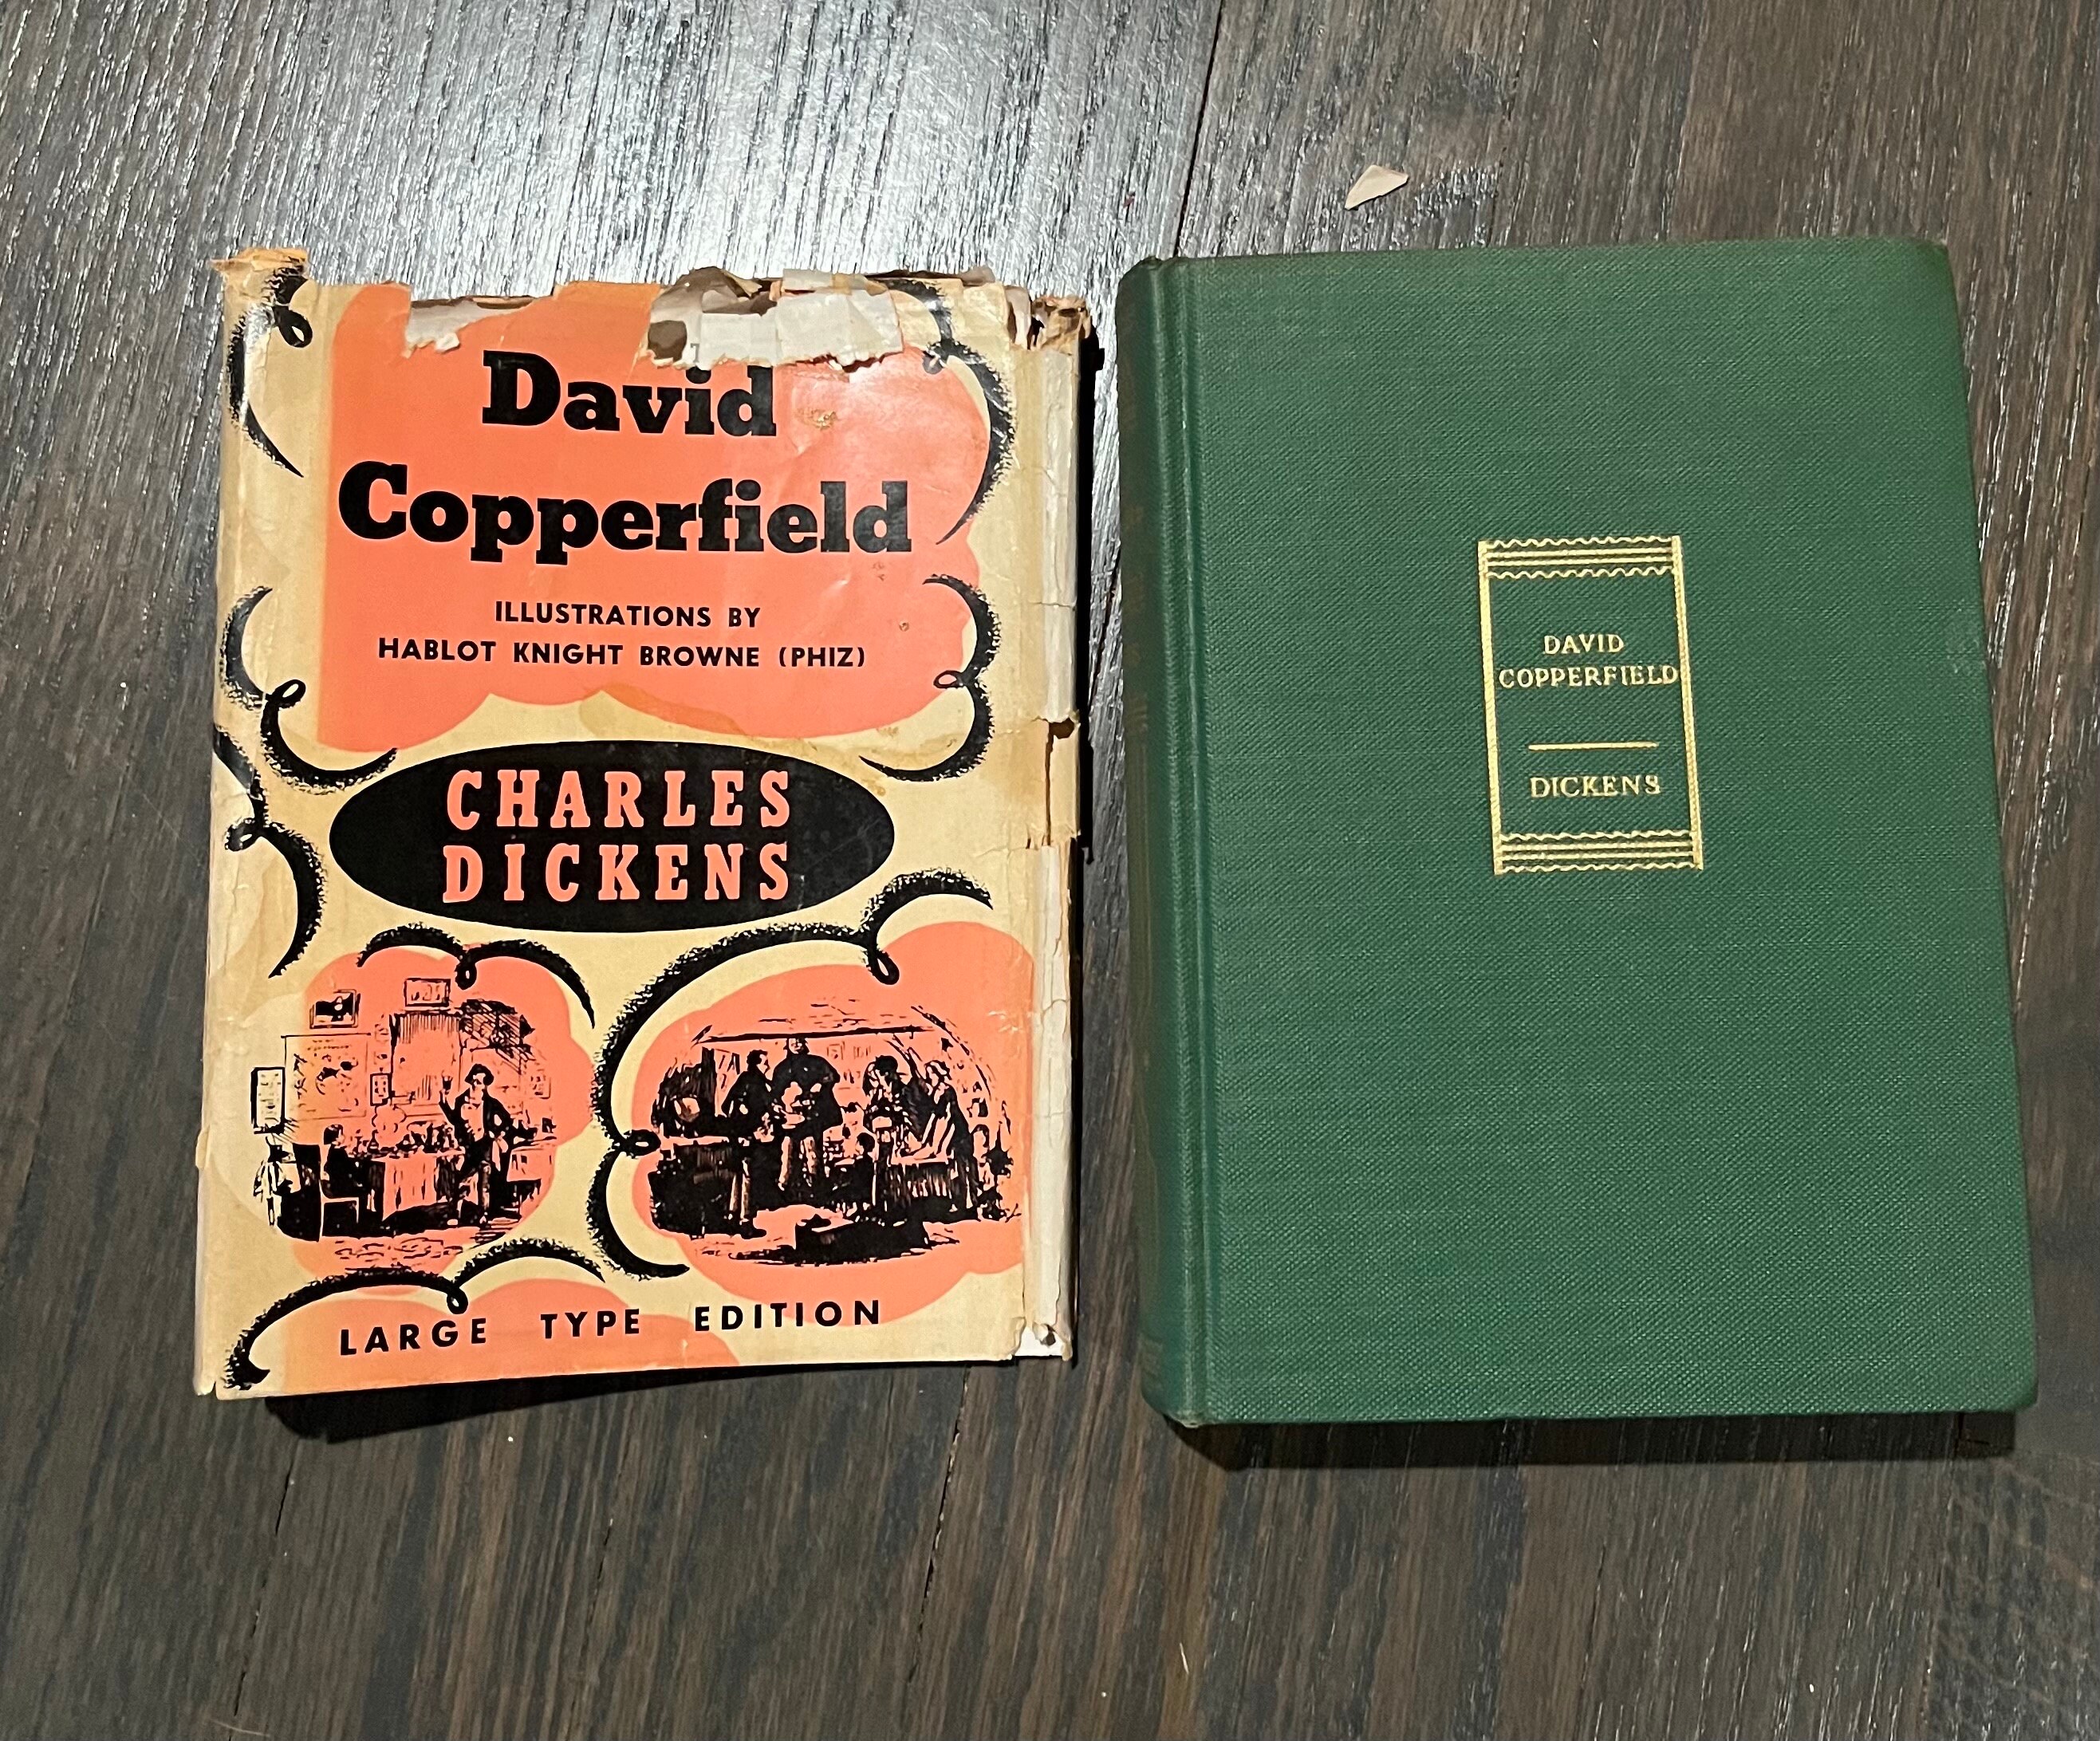 David
Copperfield
ILLUSTRATIONS BY
HABLOT KNIGHT BROWNE (PHIZ)
CHARLES
DICKENS
LARGE TYPE EDITION
DAVID
COPPERFIELD
DICKENS